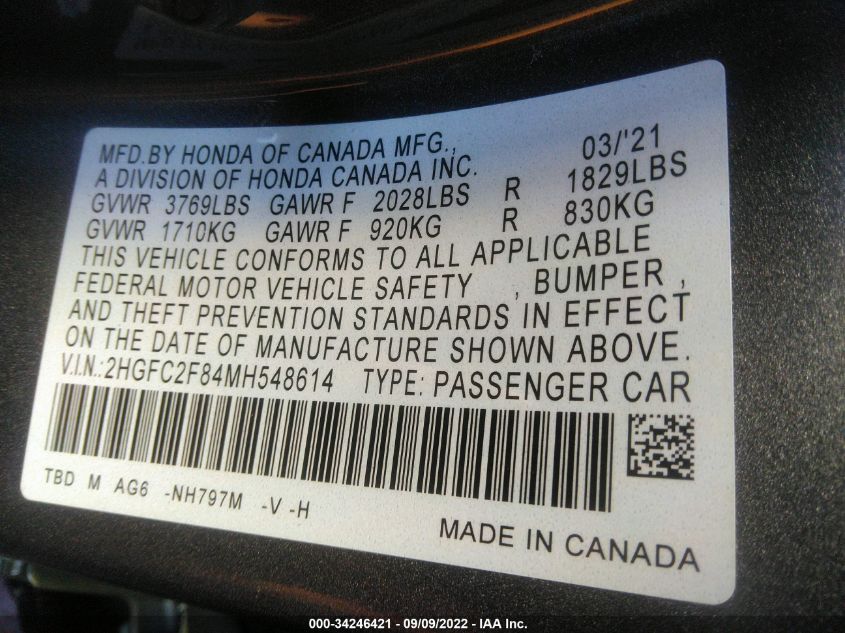 MFD. BY HONDA OF CANADA MFG., 03/'21
A DIVISION OF HONDA CANADA INC.
GVWR 3769LBS GAWR F 2028LBS R 1829LBS
GVWR 1710KG GAWR F 920KG R 830KG
THIS VEHICLE CONFORMS TO ALL APPLICABLE
FEDERAL MOTOR VEHICLE SAFETY , BUMPER ,
AND THEFT PREVENTION STANDARDS IN EFFECT
ON THE DATE OF MANUFACTURE SHOWN ABOVE.
V.I.N.:2HGFC2F84MH548614 TYPE: PASSENGER CAR
TBD M AG6 -NH797M -V -H
MADE IN CANADA
000-34246421 - 09/09/2022 - IAA Inc.